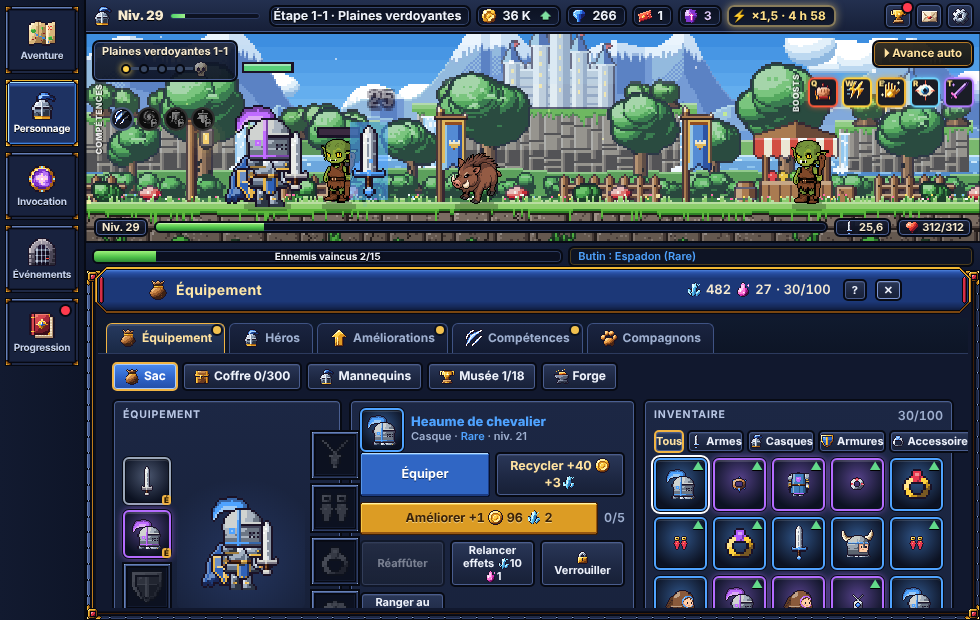 Niv. 29
Étape 1-1 · Plaines verdoyantes
36 K
266
1
3
×1,5 · 4 h 58
Aventure
Personnage
Invocation
Événements
Progression
Plaines verdoyantes 1-1
Avance auto
COMPÉTENCES
BOOSTS
25
Niv. 29
25,6
312/312
Ennemis vaincus 2/15
Butin : Espadon (Rare)
Équipement
482
27 · 30/100
?
×
Équipement
Héros
Améliorations
Compétences
Compagnons
Sac
Coffre 0/300
Mannequins
Musée 1/18
Forge
ÉQUIPEMENT
E
E
Heaume de chevalier
Casque · Rare · niv. 21
Équiper
Recycler +40
+3
Améliorer +1 96 2
0/5
Réaffûter
Relancer
effets 10
1
Verrouiller
Ranger au
INVENTAIRE
30/100
Tous
Armes
Casques
Armures
Accessoire